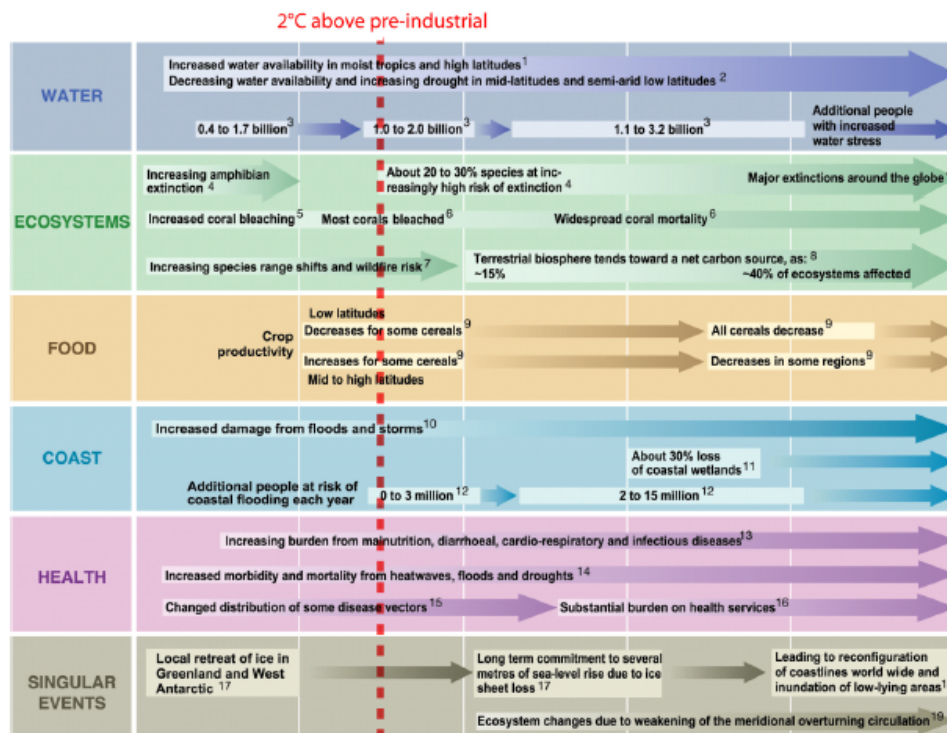 2°C above pre-industrial
WATER
Increased water availability in moist tropics and high latitudes 1
Decreasing water availability and increasing drought in mid-latitudes and semi-arid low latitudes 2
0.4 to 1.7 billion 3
1.0 to 2.0 billion 3
1.1 to 3.2 billion 3
Additional people
with increased
water stress
ECOSYSTEMS
Increasing amphibian
extinction 4
About 20 to 30% species at inc-
reasingly high risk of extinction 4
Major extinctions around the globe
Increased coral bleaching 5
Most corals bleached 6
Widespread coral mortality 6
Increasing species range shifts and wildfire risk 7
Terrestrial biosphere tends toward a net carbon source, as: 8
~15%
~40% of ecosystems affected
FOOD
Crop
productivity
Low latitudes
Decreases for some cereals 9
All cereals decrease 9
Increases for some cereals 9
Mid to high latitudes
Decreases in some regions 9
COAST
Increased damage from floods and storms 10
About 30% loss
of coastal wetlands 11
Additional people at risk of
coastal flooding each year
0 to 3 million 12
2 to 15 million 12
HEALTH
Increasing burden from malnutrition, diarrhoeal, cardio-respiratory and infectious diseases 13
Increased morbidity and mortality from heatwaves, floods and droughts 14
Changed distribution of some disease vectors 15
Substantial burden on health services 16
SINGULAR
EVENTS
Local retreat of ice in
Greenland and West
Antarctic 17
Long term commitment to several
metres of sea-level rise due to ice
sheet loss 17
Leading to reconfiguration
of coastlines world wide and
inundation of low-lying areas
Ecosystem changes due to weakening of the meridional overturning circulation 19